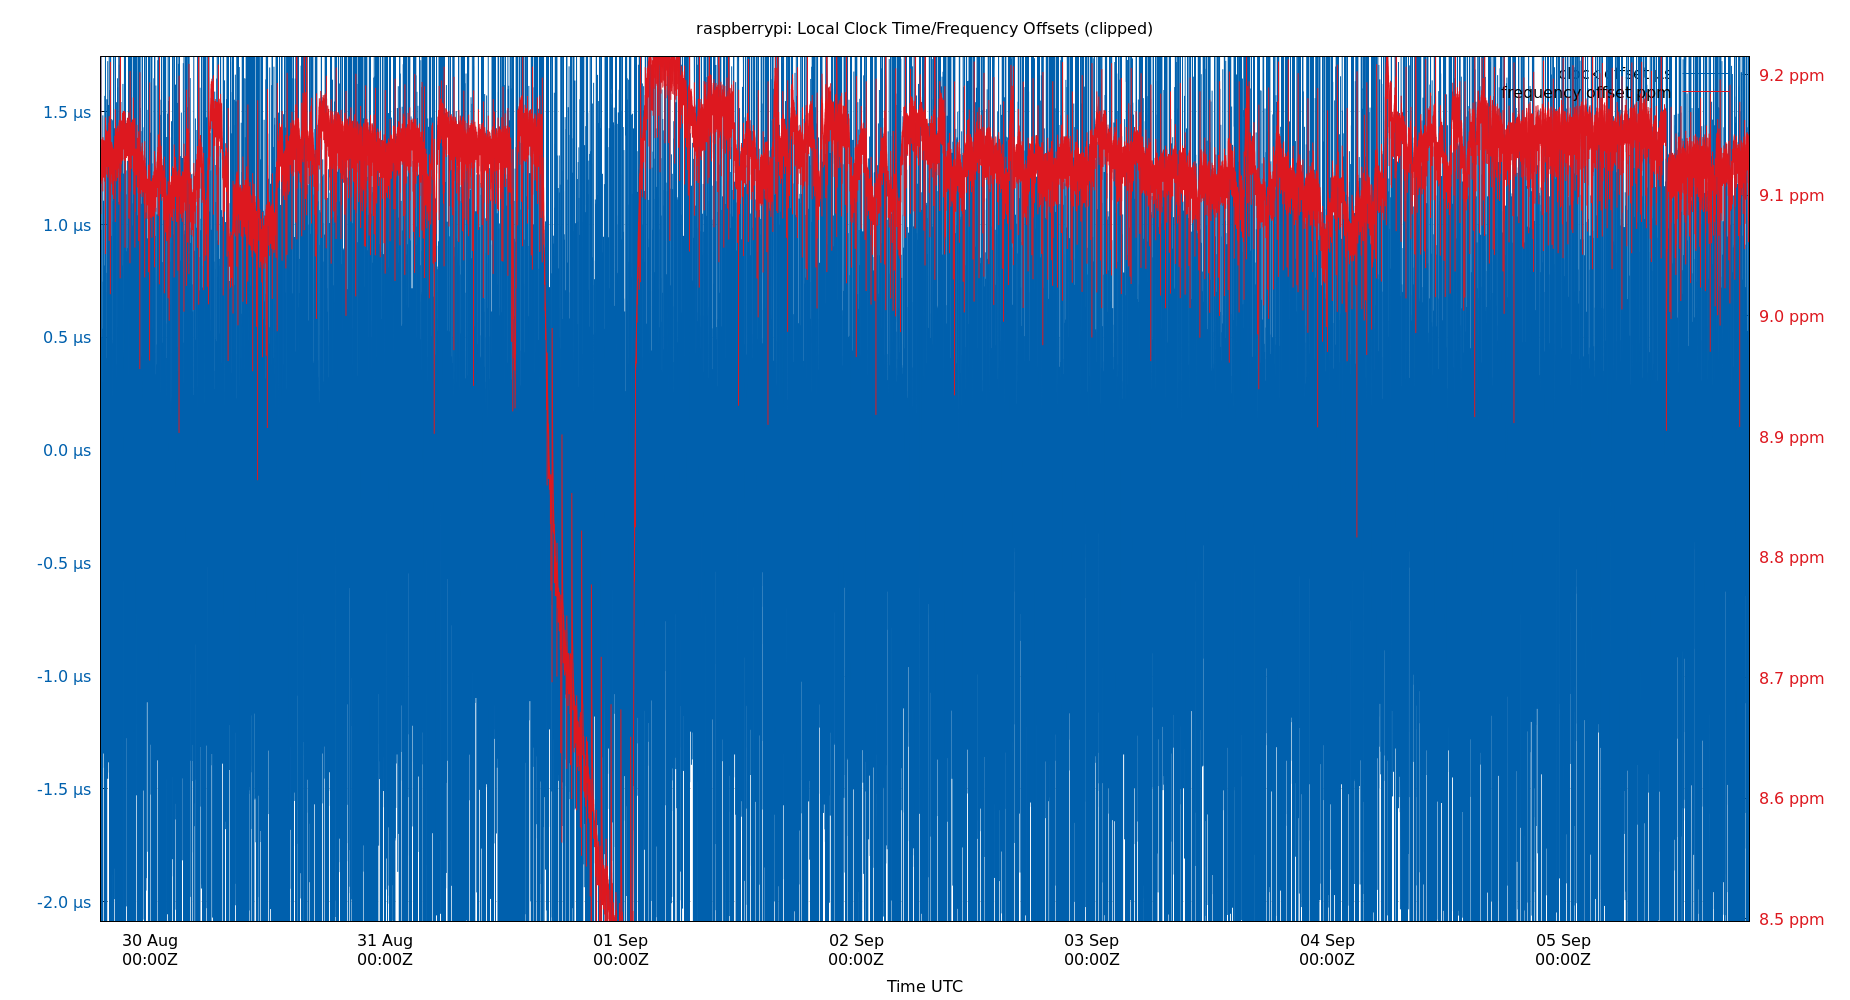 raspberrypi: Local Clock Time/Frequency Offsets (clipped)
clock offset µs
frequency offset ppm
1.5 µs
1.0 µs
0.5 µs
0.0 µs
-0.5 µs
-1.0 µs
-1.5 µs
-2.0 µs
9.2 ppm
9.1 ppm
9.0 ppm
8.9 ppm
8.8 ppm
8.7 ppm
8.6 ppm
8.5 ppm
30 Aug
00:00Z
31 Aug
00:00Z
01 Sep
00:00Z
02 Sep
00:00Z
03 Sep
00:00Z
04 Sep
00:00Z
05 Sep
00:00Z
Time UTC